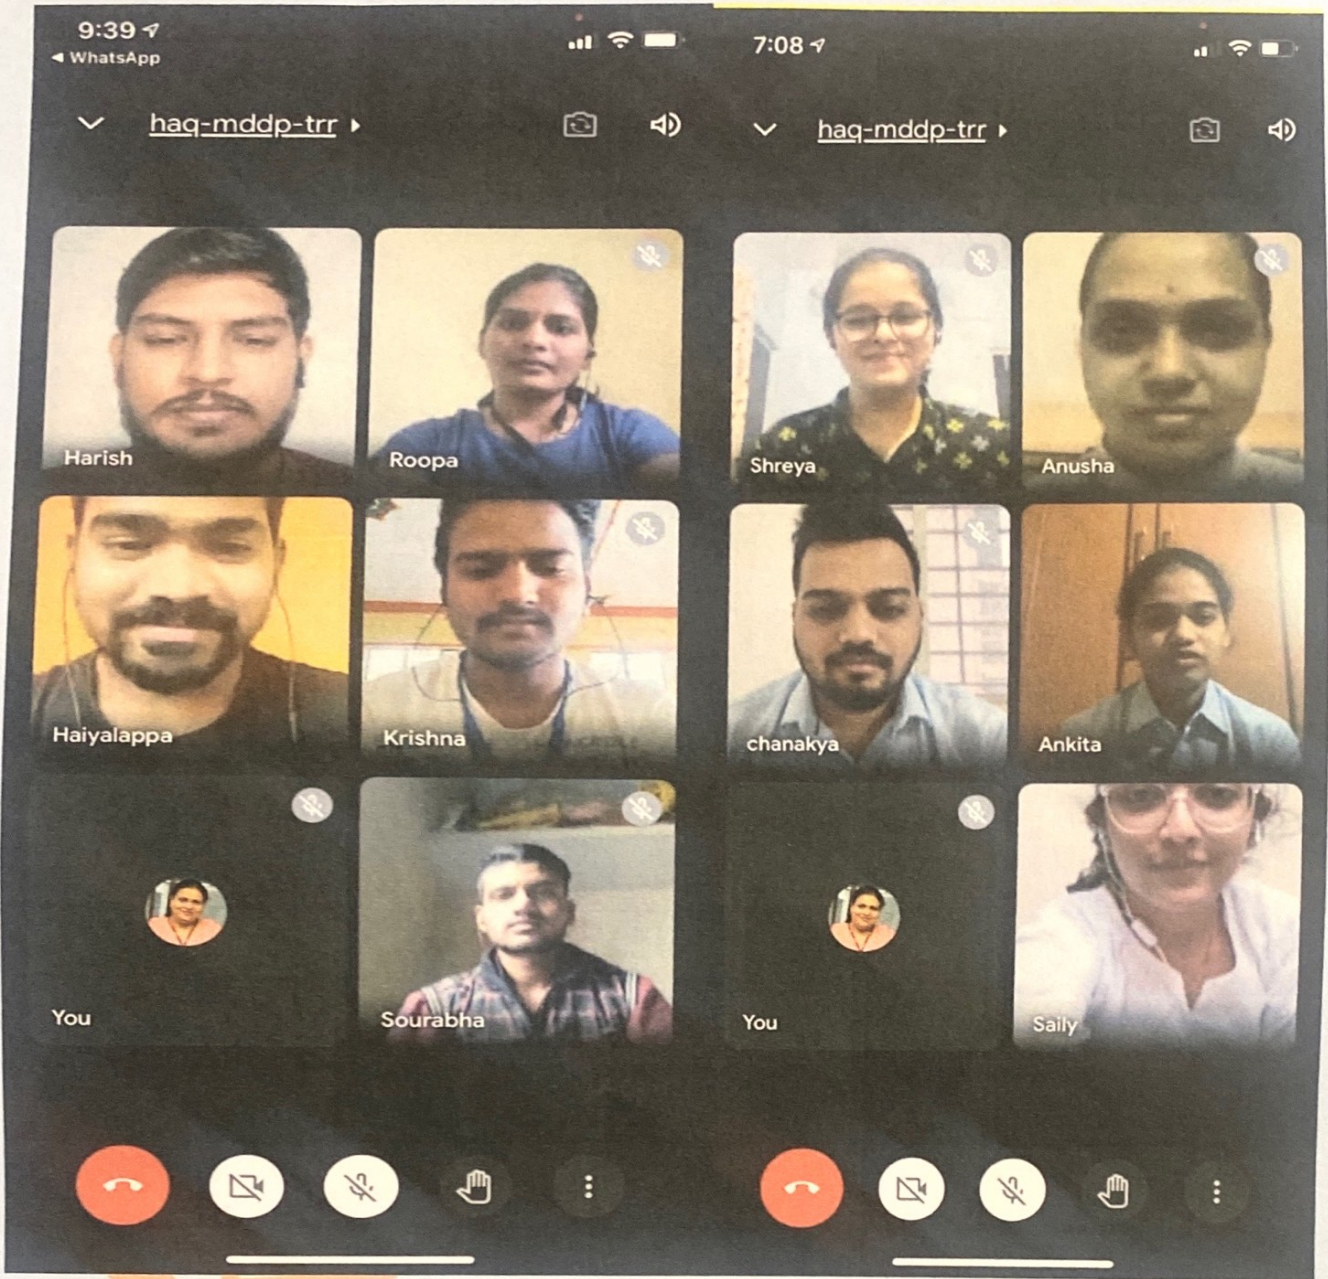 9:39
WhatsApp
haq-mddp-trr
Harish
Roopa
Haiyalappa
Krishna
You
Sourabha
7:08
haq-mddp-trr
Shreya
Anusha
chanakya
Ankita
You
Saily